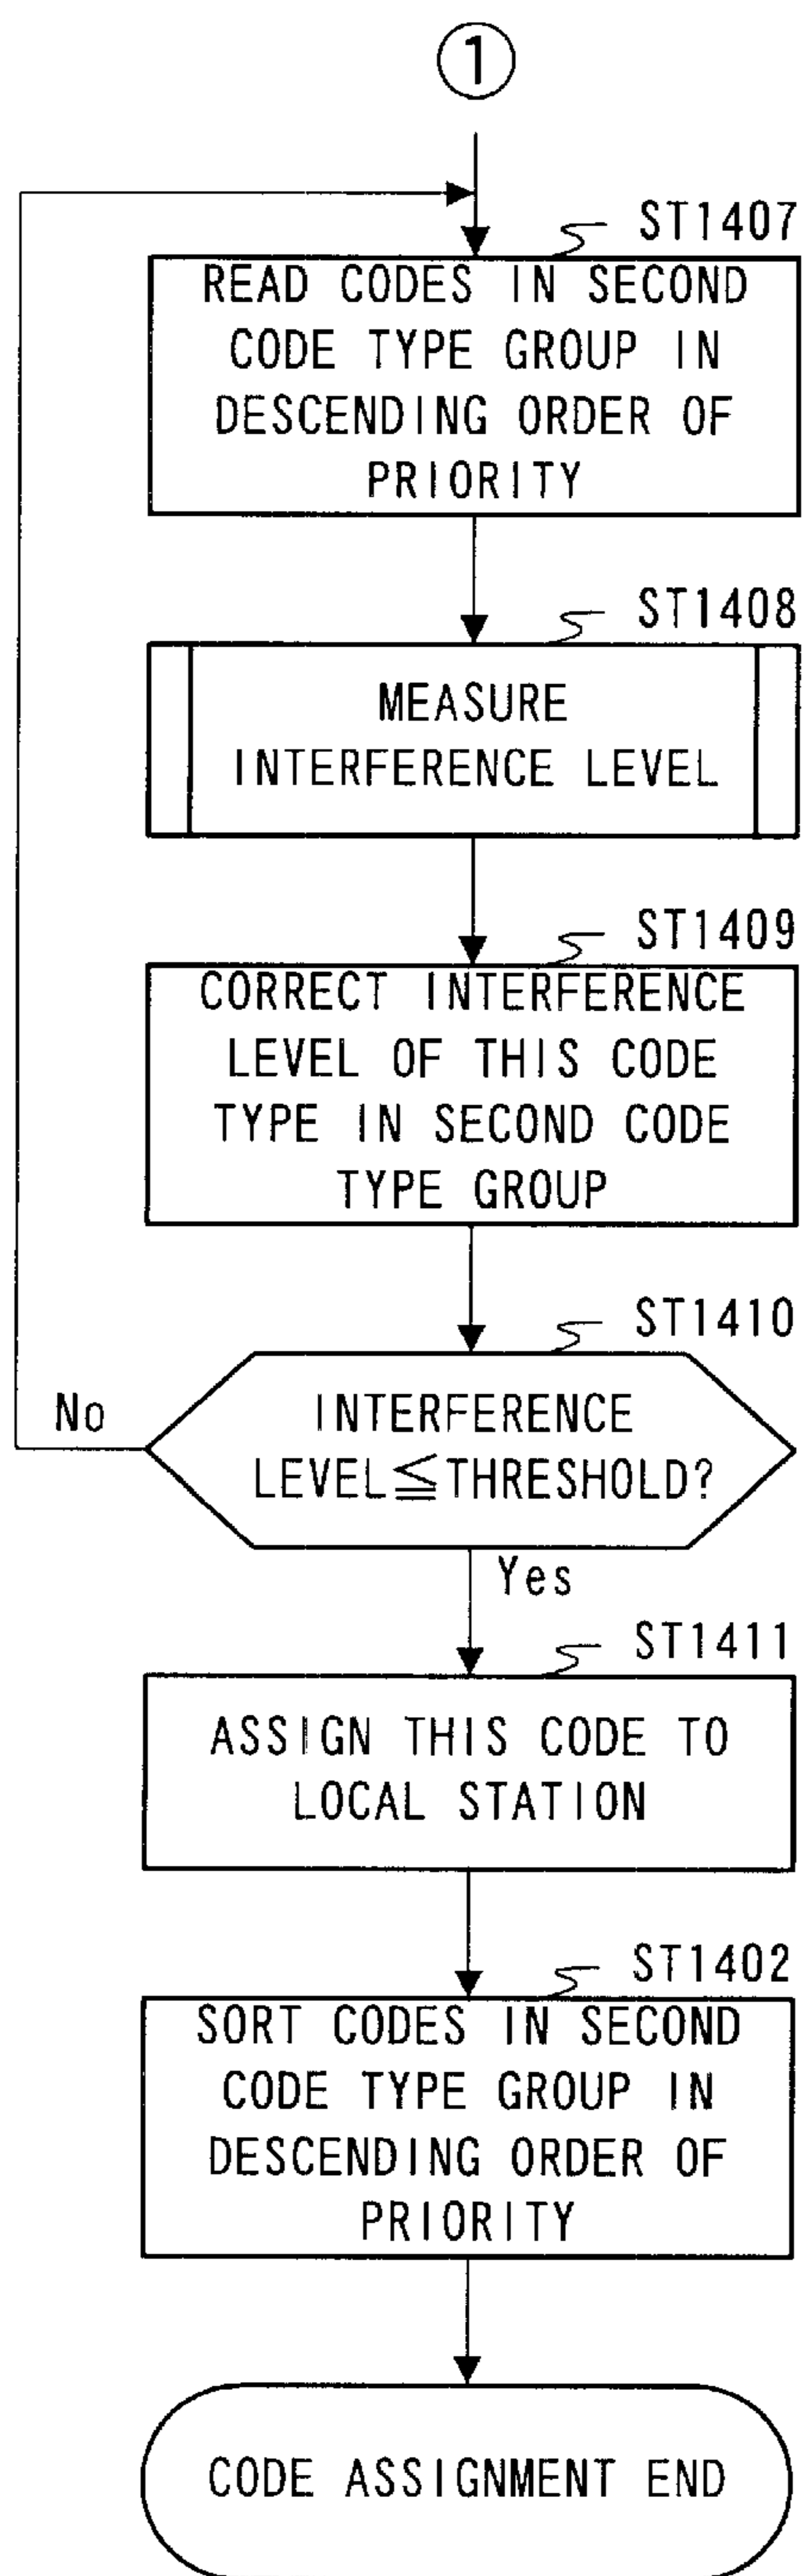 1
ST1407
READ CODES IN SECOND
CODE TYPE GROUP IN
DESCENDING ORDER OF
PRIORITY
ST1408
MEASURE
INTERFERENCE LEVEL
ST1409
CORRECT INTERFERENCE
LEVEL OF THIS CODE
TYPE IN SECOND CODE
TYPE GROUP
ST1410
INTERFERENCE
LEVEL≦THRESHOLD?
No
Yes
ST1411
ASSIGN THIS CODE TO
LOCAL STATION
ST1402
SORT CODES IN SECOND
CODE TYPE GROUP IN
DESCENDING ORDER OF
PRIORITY
CODE ASSIGNMENT END